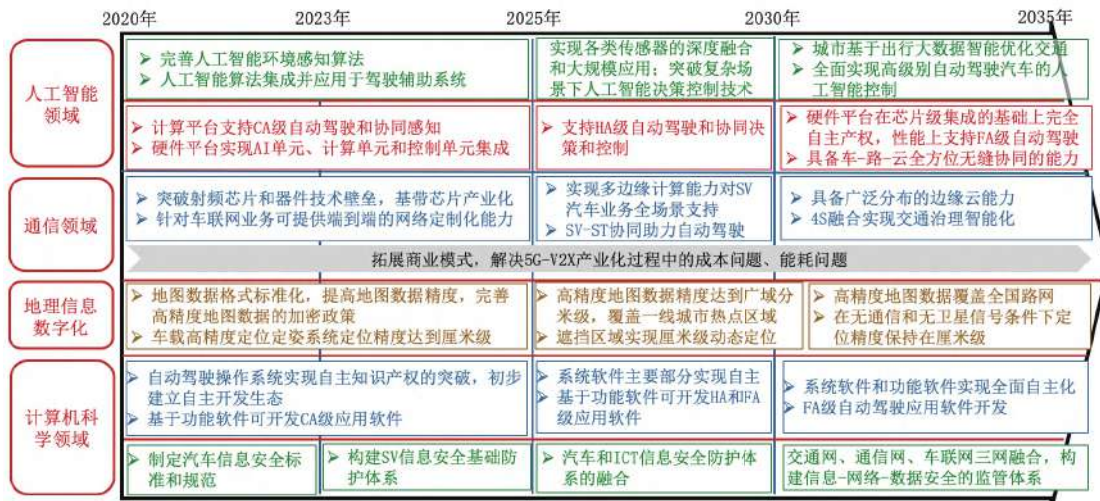 2020年 2023年 2025年 2030年 2035年
人工智能
领域
➢ 完善人工智能环境感知算法
➢ 人工智能算法集成并应用于驾驶辅助系统
实现各类传感器的深度融合
和大规模应用；突破复杂场
景下人工智能决策控制技术
➢ 城市基于出行大数据智能优化交通
➢ 全面实现高级别自动驾驶汽车的人
工智能控制
➢ 计算平台支持CA级自动驾驶和协同感知
➢ 硬件平台实现AI单元、计算单元和控制单元集成
➢ 支持HA级自动驾驶和协同决
策和控制
➢ 硬件平台在芯片级集成的基础上完全
自主产权，性能上支持FA级自动驾驶
➢ 具备车-路-云全方位无缝协同的能力
通信领域
➢ 突破射频芯片和器件技术壁垒，基带芯片产业化
➢ 针对车联网业务可提供端到端的网络定制化能力
➢ 实现多边缘计算能力对SV
汽车业务全场景支持
➢ SV-ST协同助力自动驾驶
➢ 具备广泛分布的边缘云能力
➢ 4S融合实现交通治理智能化
拓展商业模式，解决5G-V2X产业化过程中的成本问题、能耗问题
地理信息
数字化
➢ 地图数据格式标准化，提高地图数据精度，完善
高精度地图数据的加密政策
➢ 车载高精度定位定姿系统定位精度达到厘米级
➢ 高精度地图数据精度达到广域分
米级，覆盖一线城市热点区域
➢ 遮挡区域实现厘米级动态定位
➢ 高精度地图数据覆盖全国路网
➢ 在无通信和无卫星信号条件下定
位精度保持在厘米级
计算机科
学领域
➢ 自动驾驶操作系统实现自主知识产权的突破，初步
建立自主开发生态
➢ 基于功能软件可开发CA级应用软件
➢ 系统软件主要部分实现自主
➢ 基于功能软件可开发HA和FA
级应用软件
➢ 系统软件和功能软件实现全面自主化
➢ FA级自动驾驶应用软件开发
➢ 制定汽车信息安全标
准和规范
➢ 构建SV信息安全基础防
护体系
➢ 汽车和ICT信息安全防护体
系的融合
交通网、通信网、车联网三网融合，构
建信息-网络-数据安全的监管体系